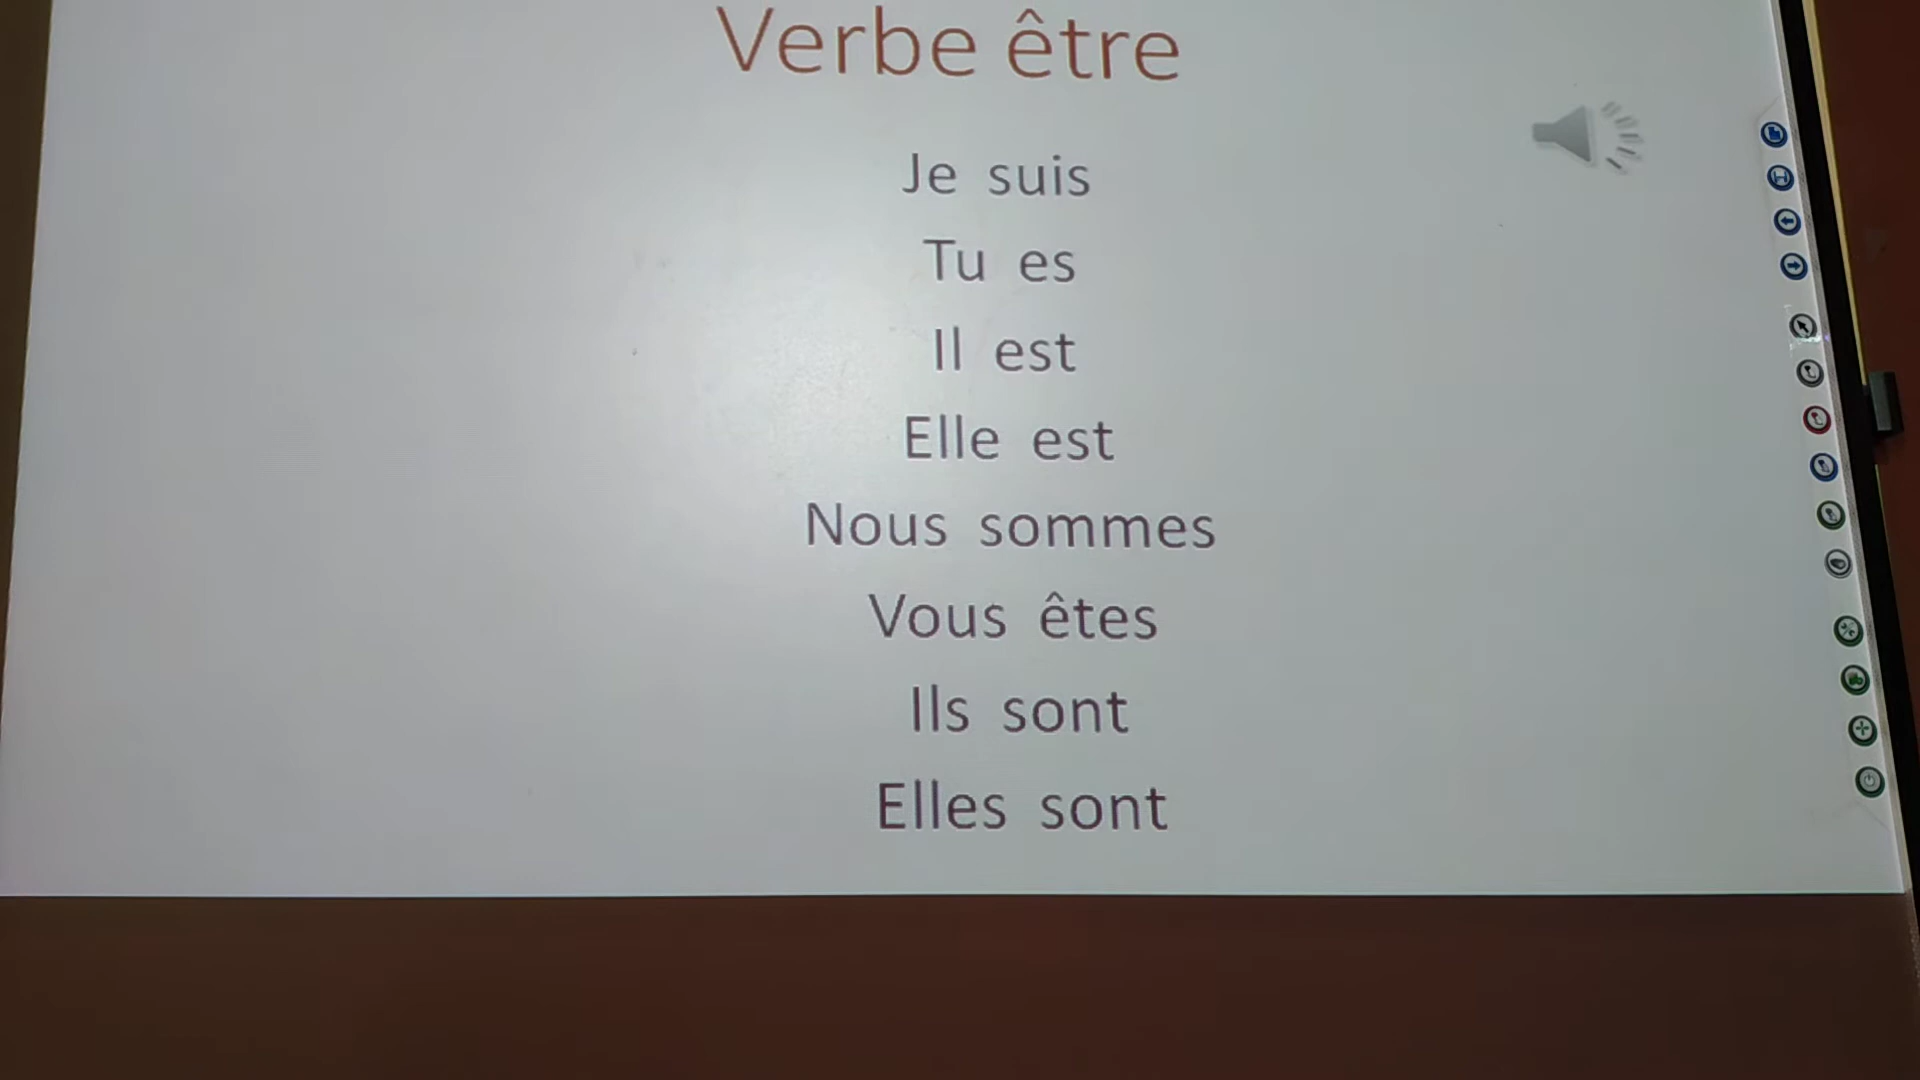 Verbe être
Je suis
Tu es
Il est
Elle est
Nous sommes
Vous êtes
Ils sont
Elles sont